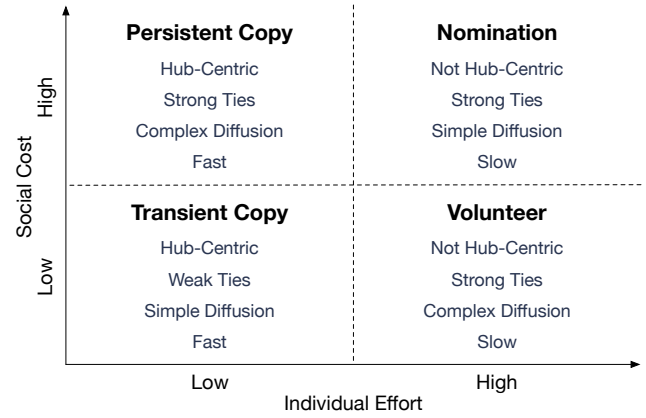 Persistent Copy
Hub-Centric
Strong Ties
Complex Diffusion
Fast
Nomination
Not Hub-Centric
Strong Ties
Simple Diffusion
Slow
Transient Copy
Hub-Centric
Weak Ties
Simple Diffusion
Fast
Volunteer
Not Hub-Centric
Strong Ties
Complex Diffusion
Slow
Social Cost
High
Low
Low
High
Individual Effort